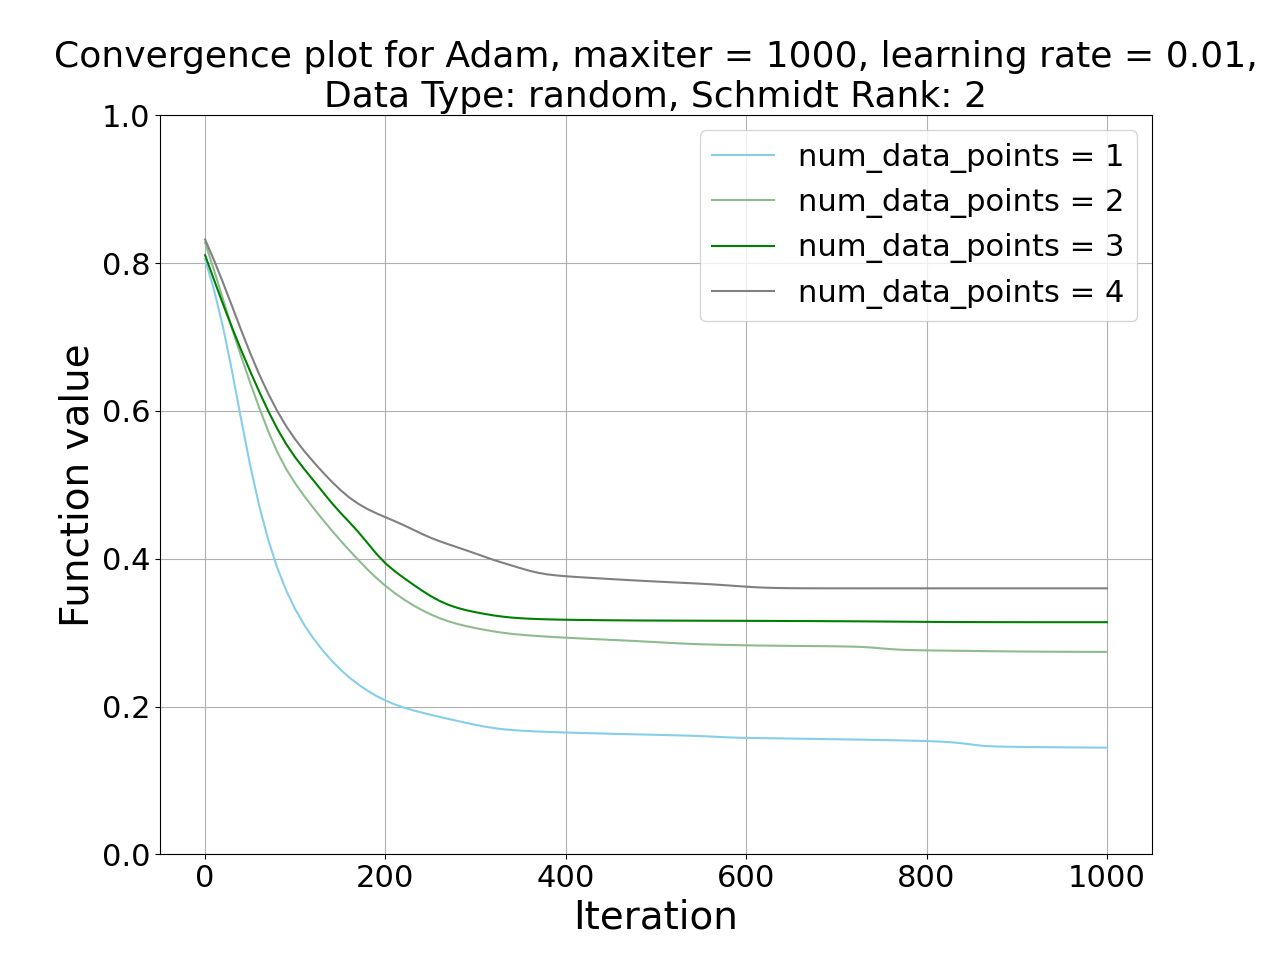 Convergence plot for Adam, maxiter = 1000, learning rate = 0.01,
Data Type: random, Schmidt Rank: 2
num_data_points = 1
num_data_points = 2
num_data_points = 3
num_data_points = 4
Function value
1.0
0.8
0.6
0.4
0.2
0.0
0 200 400 600 800 1000
Iteration